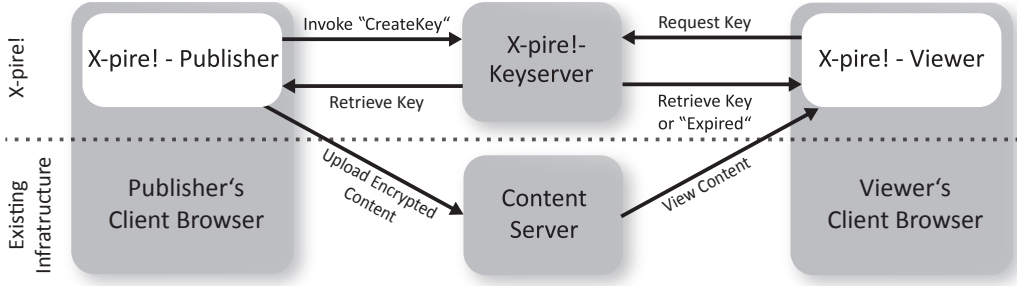 X-pire!
X-pire! - Publisher
Invoke "CreateKey"
Retrieve Key
X-pire!-
Keyserver
Request Key
Retrieve Key
or "Expired"
X-pire! - Viewer
Existing
Infratructure
Publisher's
Client Browser
Upload Encrypted
Content
Content
Server
View Content
Viewer's
Client Browser